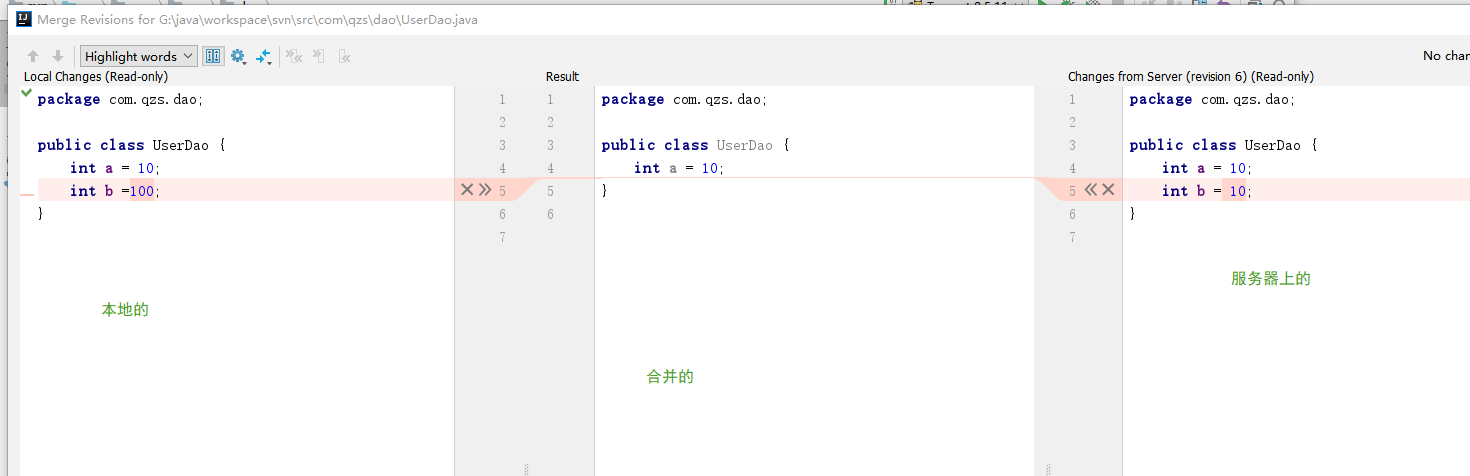 Merge Revisions for G:\java\workspace\svn\src\com\qzs\dao\UserDao.java
Highlight words
No char
Local Changes (Read-only)
Result
Changes from Server (revision 6) (Read-only)
package com.qzs.dao;
1
2
public class UserDao {
3
int a = 10;
4
int b =100;
5
}
6
7
1
package com.qzs.dao;
2
3
public class UserDao {
4
int a = 10;
5
}
6
1
package com.qzs.dao;
2
3
public class UserDao {
4
int a = 10;
5
int b = 10;
6
}
7
本地的
合并的
服务器上的